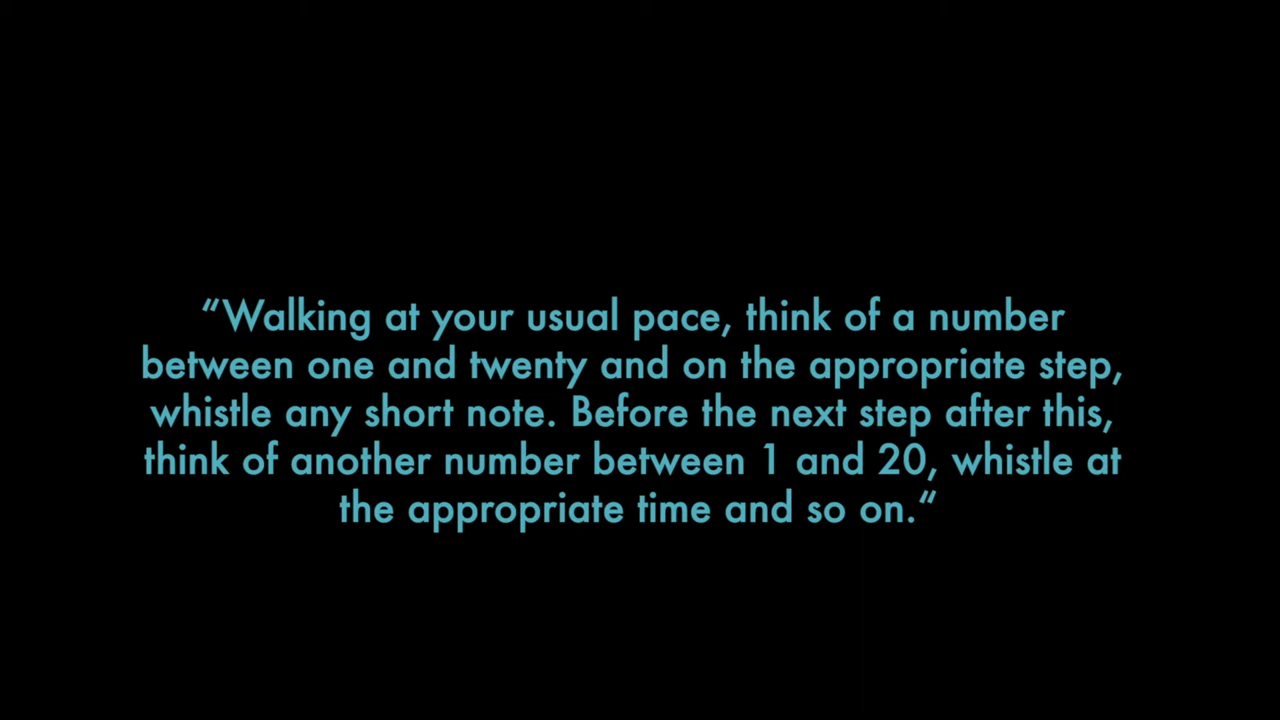 “Walking at your usual pace, think of a number
between one and twenty and on the appropriate step,
whistle any short note. Before the next step after this,
think of another number between 1 and 20, whistle at
the appropriate time and so on.“